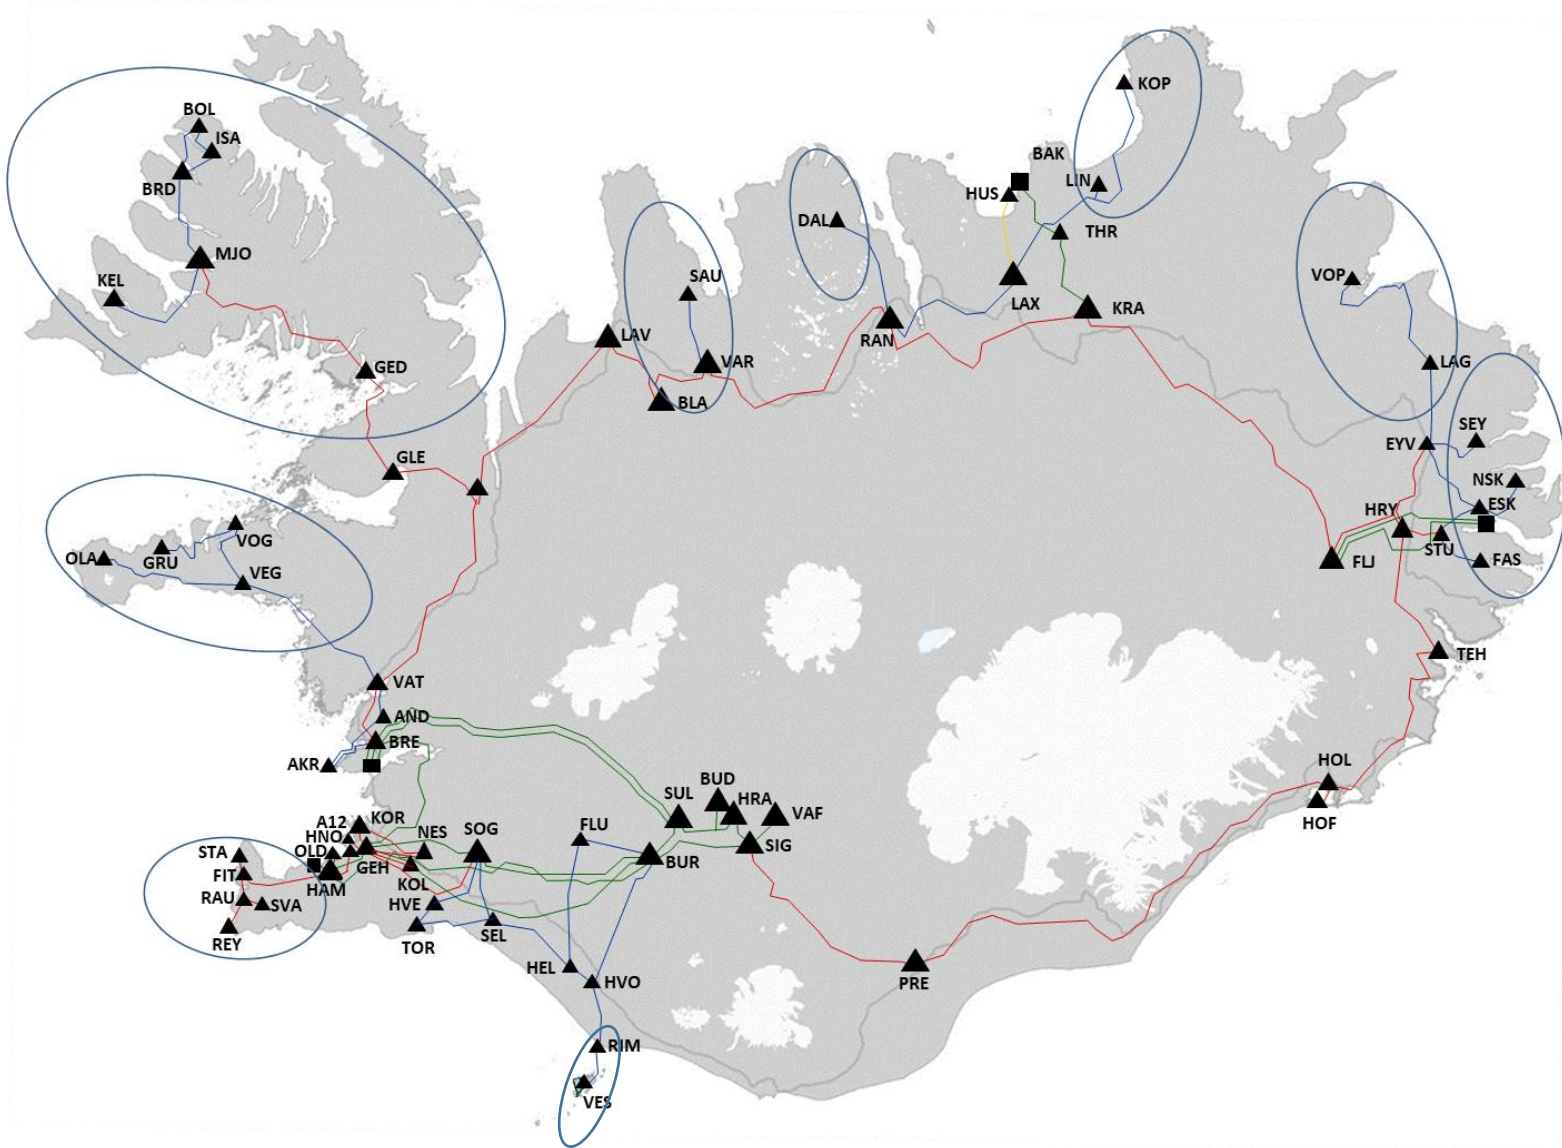 KOP
BOL
ISA
BAK
BRD
LIN
HUS
DAL
THR
MJO
KEL
SAU
VOP
LAX
KRA
LAV
RAN
VAR
GED
LAG
BLA
SEY
EYV
GLE
NSK
ESK
HRY
VOG
OLA
GRU
STU
FLJ
FAS
VEG
TEH
VAT
AND
BRE
HOL
AKR
BUD
SUL
HRA
VAF
HOF
A12
KOR
FLU
HNO
NES
SOG
STA
OLD
SIG
GEH
BUR
FIT
HAM
KOL
RAU
SVA
HVE
REY
TOR
SEL
HEL
HVO
PRE
RIM
VES